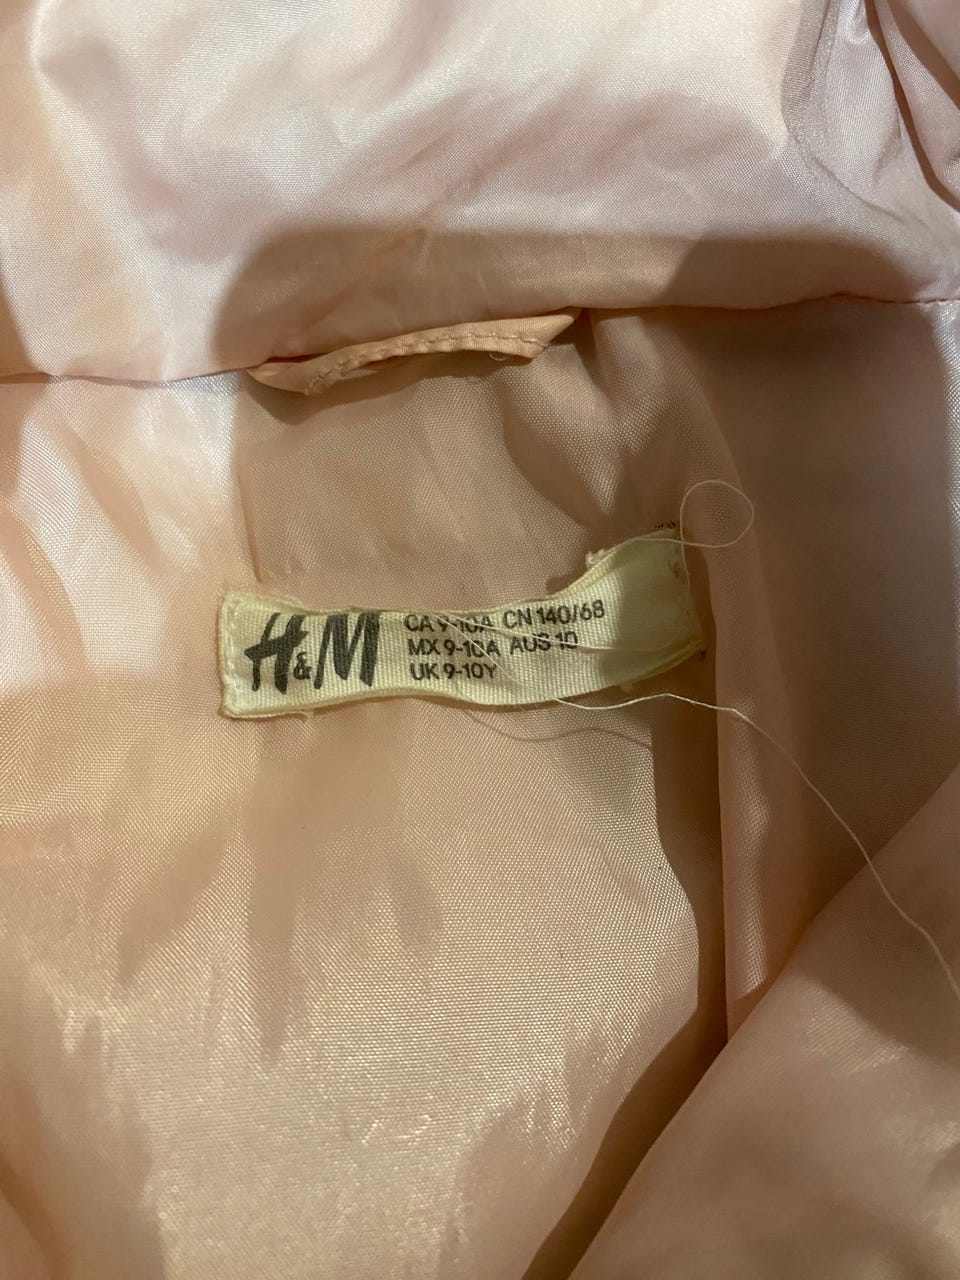 H&M
CA 9-10A CN 140/68
MX 9-10A AUS 10
UK 9-10Y